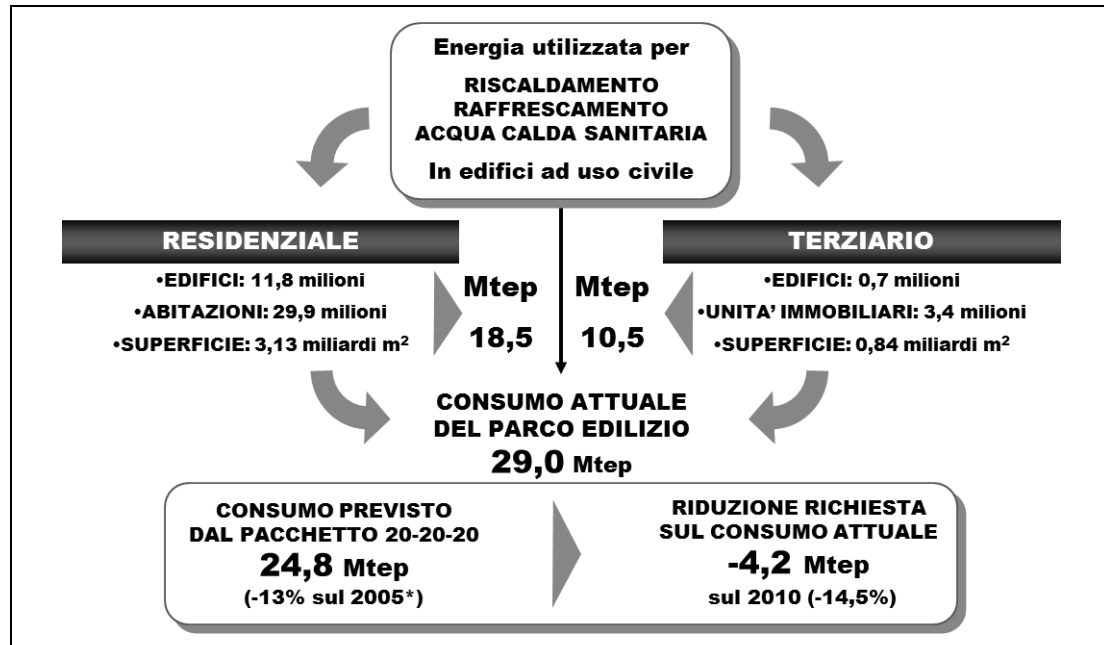 Energia utilizzata per
RISCALDAMENTO
RAFFRESCAMENTO
ACQUA CALDA SANITARIA
In edifici ad uso civile
RESIDENZIALE
•EDIFICI: 11,8 milioni
•ABITAZIONI: 29,9 milioni
•SUPERFICIE: 3,13 miliardi m²
Mtep
18,5
Mtep
10,5
TERZIARIO
•EDIFICI: 0,7 milioni
•UNITA' IMMOBILIARI: 3,4 milioni
•SUPERFICIE: 0,84 miliardi m²
CONSUMO ATTUALE
DEL PARCO EDILIZIO
29,0 Mtep
CONSUMO PREVISTO
DAL PACCHETTO 20-20-20
24,8 Mtep
(-13% sul 2005*)
RIDUZIONE RICHIESTA
SUL CONSUMO ATTUALE
-4,2 Mtep
sul 2010 (-14,5%)